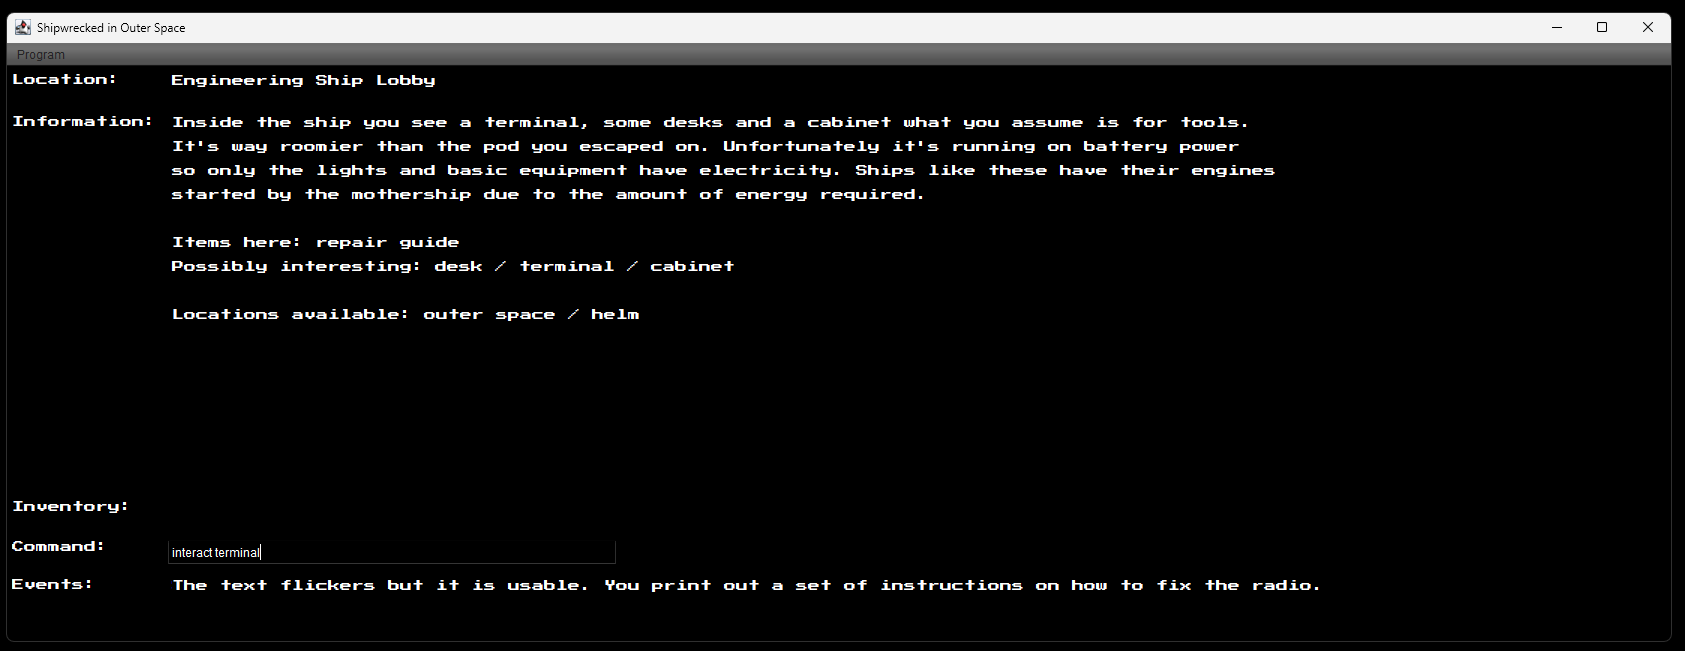 Shipwrecked in Outer Space
Program
Location: Engineering Ship Lobby
Information: Inside the ship you see a terminal, some desks and a cabinet what you assume is for tools.
It's way roomier than the pod you escaped on. Unfortunately it's running on battery power
so only the lights and basic equipment have electricity. Ships like these have their engines
started by the mothership due to the amount of energy required.
Items here: repair guide
Possibly interesting: desk / terminal / cabinet
Locations available: outer space / helm
Inventory:
Command: interact terminal
Events: The text flickers but it is usable. You print out a set of instructions on how to fix the radio.